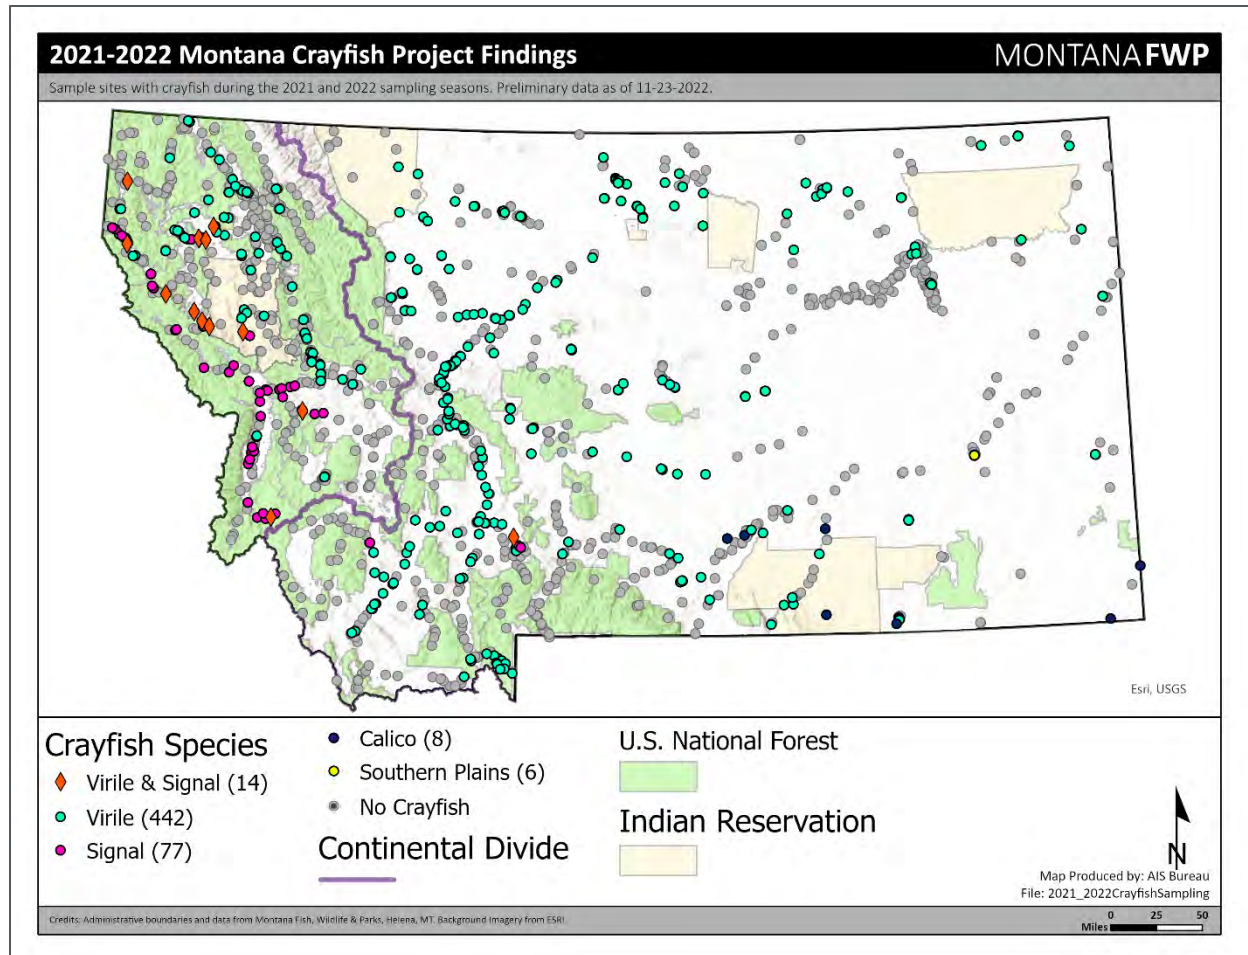 2021-2022 Montana Crayfish Project Findings
MONTANAFWP
Sample sites with crayfish during the 2021 and 2022 sampling seasons. Preliminary data as of 11-23-2022.
Esri, USGS
Crayfish Species
Virile & Signal (14)
Virile (442)
Signal (77)
Calico (8)
Southern Plains (6)
No Crayfish
Continental Divide
U.S. National Forest
Indian Reservation
N
Map Produced by: AIS Bureau
File: 2021_2022CrayfishSampling
Credits: Administrative boundaries and data from Montana Fish, Wildlife & Parks, Helena, MT. Background Imagery from ESRI.
0 25 50
Miles